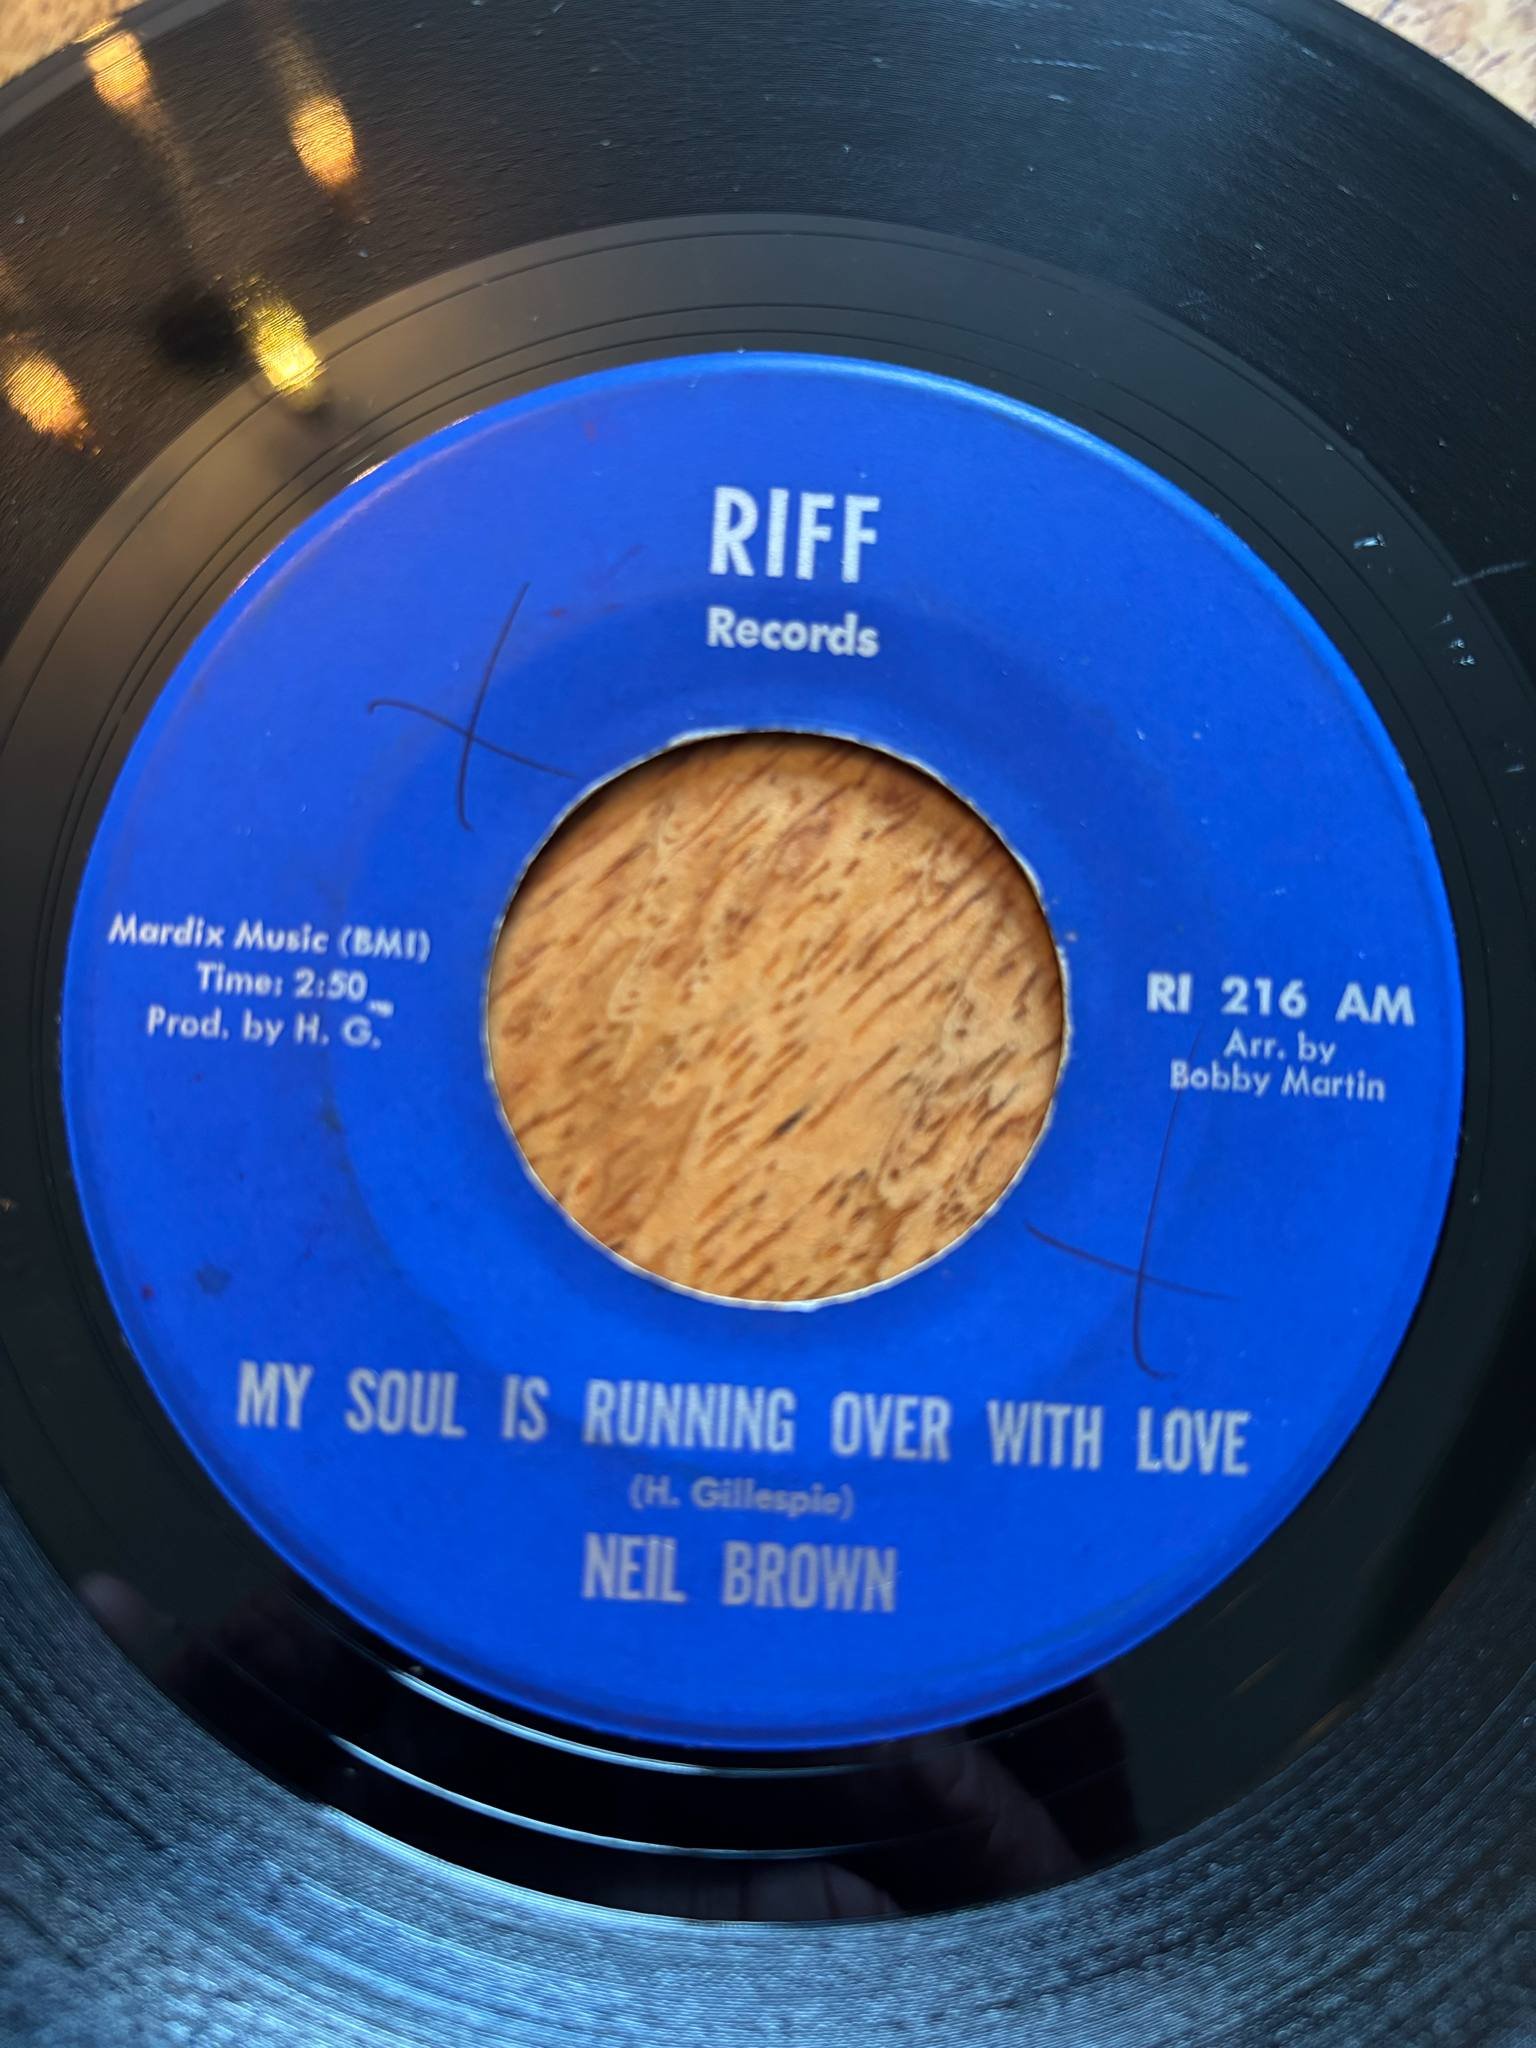 RIFF
Records
Mardix Music (BMI)
Time: 2:50
Prod. by H. G.
RI 216 AM
Arr. by
Bobby Martin
MY SOUL IS RUNNING OVER WITH LOVE
(H. Gillespie)
NEIL BROWN